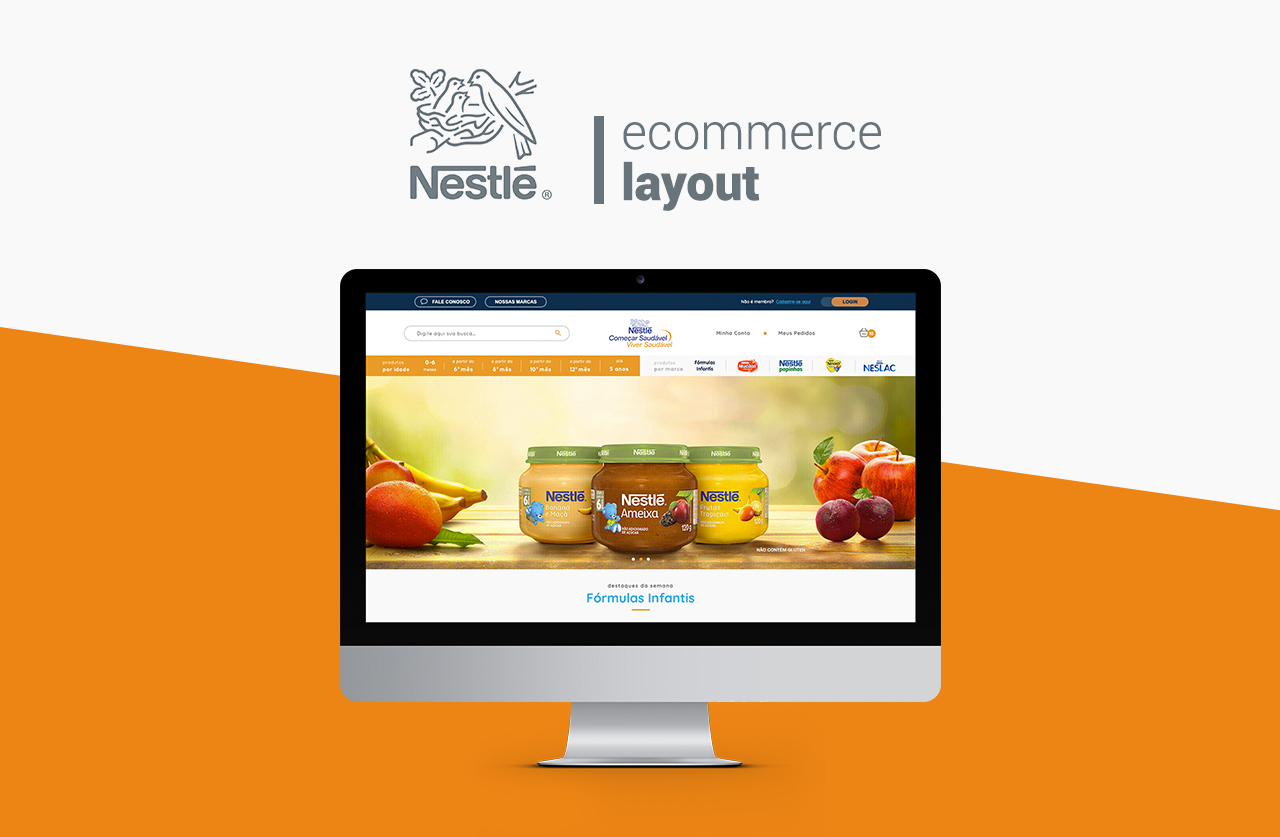 Nestlé ®
ecommerce
layout
FALE CONOSCO
NOSSAS MARCAS
Não é membro? Cadastre-se aqui
LOGIN
Digite aqui sua busca...
Nestlé
Começar Saudável
Viver Saudável
Minha Conta
Meus Pedidos
produtos
por idade
0-6
meses
a partir do
6º mês
a partir do
8º mês
a partir do
10º mês
a partir do
12º mês
até
5 anos
produtos
por marca
Fórmulas
Infantis
Mucilon
Nestlé
papinhas
NESLAC
Nestlé
Nestlé
Nestlé
Nestlé
Banana
e Maçã
Nestlé
Ameixa
NÃO ADICIONADO
DE AÇÚCAR
120g
Nestlé
Frutas
Tropicais
120g
NÃO CONTÉM GLÚTEN
destaques da semana
Fórmulas Infantis